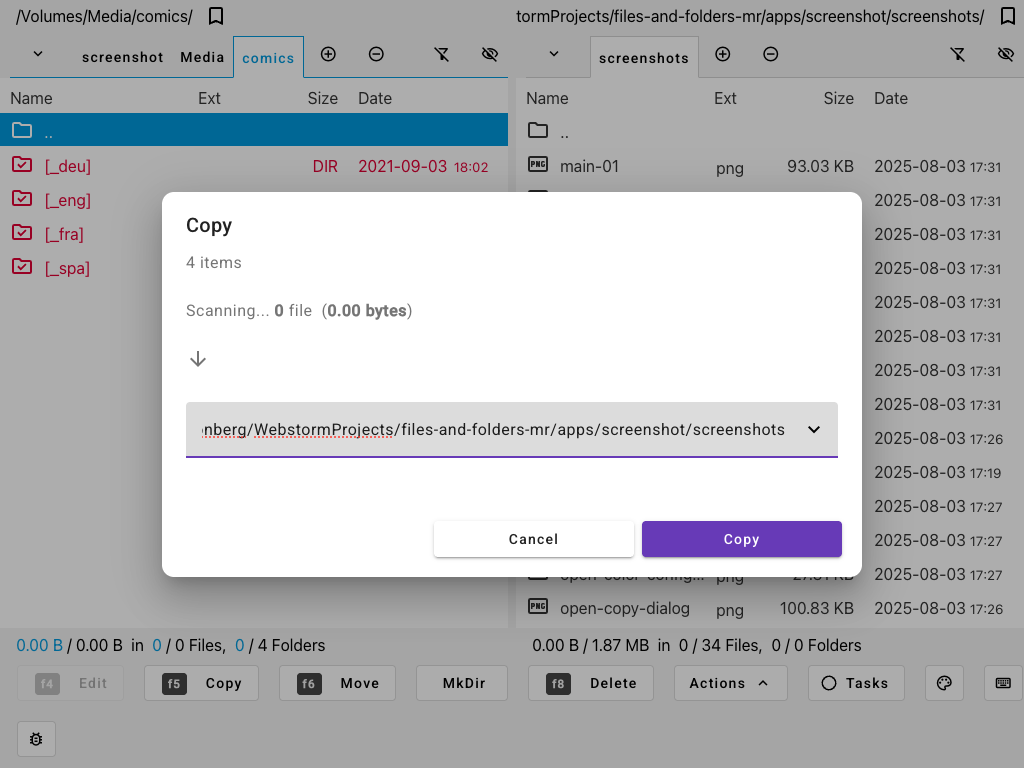 /Volumes/Media/comics/
tormProjects/files-and-folders-mr/apps/screenshot/screenshots/
screenshot Media comics
screenshots
Name Ext Size Date
Name Ext Size Date
..
..
[_deu] DIR 2021-09-03 18:02
main-01 png 93.03 KB 2025-08-03 17:31
[_eng]
2025-08-03 17:31
[_fra]
2025-08-03 17:31
[_spa]
2025-08-03 17:31
2025-08-03 17:31
2025-08-03 17:31
2025-08-03 17:31
2025-08-03 17:31
2025-08-03 17:26
2025-08-03 17:19
2025-08-03 17:27
2025-08-03 17:27
2025-08-03 17:27
open-copy-dialog png 100.83 KB 2025-08-03 17:26
Copy
4 items
Scanning... 0 file (0.00 bytes)
nberg/WebstormProjects/files-and-folders-mr/apps/screenshot/screenshots
Cancel Copy
0.00 B / 0.00 B in 0 / 0 Files, 0 / 4 Folders
0.00 B / 1.87 MB in 0 / 34 Files, 0 / 0 Folders
f4 Edit f5 Copy f6 Move MkDir f8 Delete Actions Tasks